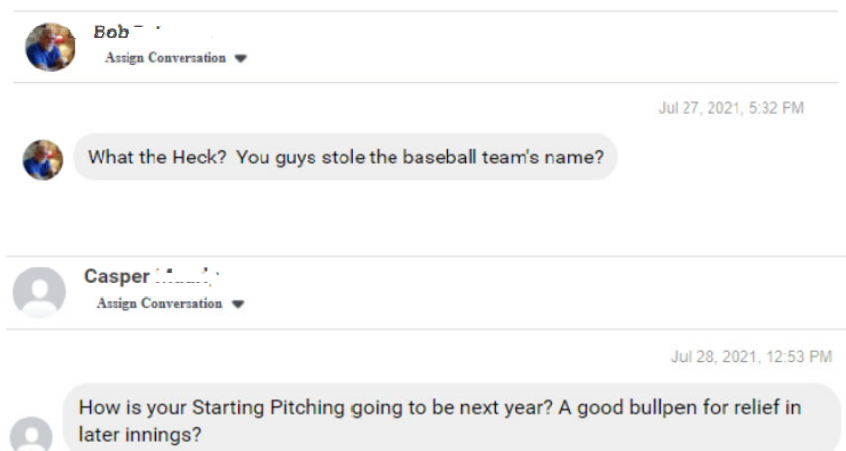 Bob
Assign Conversation
Jul 27, 2021, 5:32 PM
What the Heck? You guys stole the baseball team's name?
Casper
Assign Conversation
Jul 28, 2021, 12:53 PM
How is your Starting Pitching going to be next year? A good bullpen for relief in
later innings?